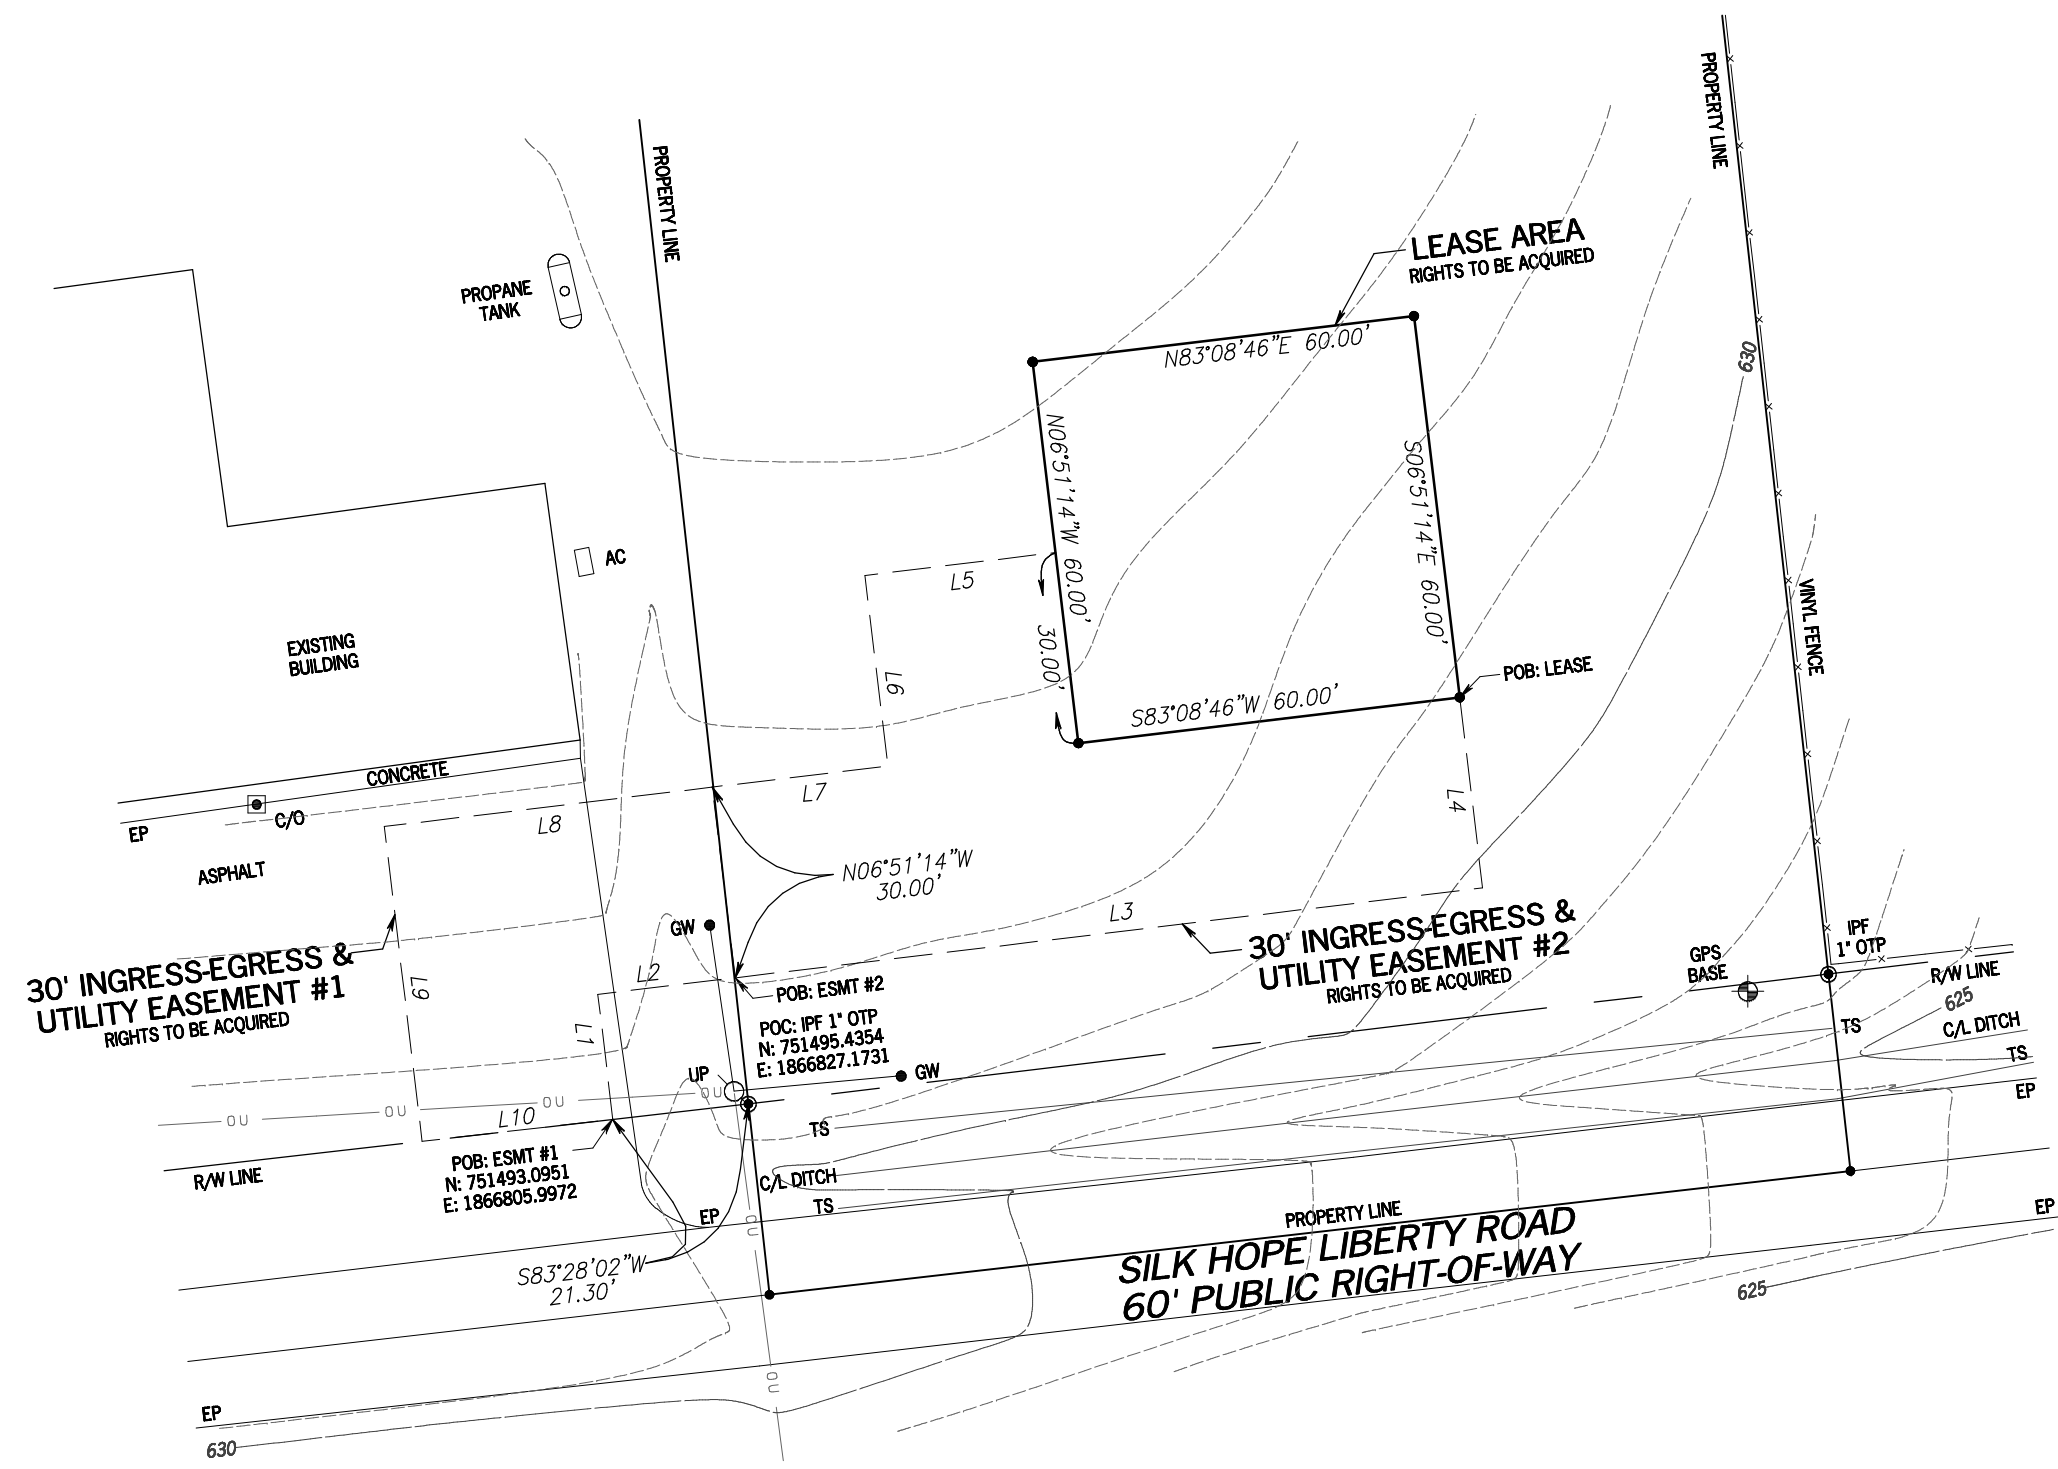 PROPERTY LINE
PROPERTY LINE
LEASE AREA
RIGHTS TO BE ACQUIRED
PROPANE
TANK
N83°08'46"E 60.00'
630
N06°51'14"W 60.00'
S06°51'14"E 60.00'
AC
L5
EXISTING
BUILDING
VINYL FENCE
30.00'
L6
POB: LEASE
S83°08'46"W 60.00'
CONCRETE
L7
L4
C/O
EP
L8
ASPHALT
N06°51'14"W
30.00'
L3
GW
30' INGRESS-EGRESS &
UTILITY EASEMENT #2
RIGHTS TO BE ACQUIRED
IPF
1" OTP
GPS
BASE
R/W LINE
30' INGRESS-EGRESS &
UTILITY EASEMENT #1
RIGHTS TO BE ACQUIRED
L9
L2
POB: ESMT #2
625
L1
POC: IPF 1" OTP
N: 751495.4354
E: 1866827.1731
TS
C/L DITCH
TS
UP
GW
OU
OU
OU
OU
EP
L10
TS
POB: ESMT #1
N: 751493.0951
E: 1866805.9972
R/W LINE
C/L DITCH
TS
EP
OU
PROPERTY LINE
SILK HOPE LIBERTY ROAD
60' PUBLIC RIGHT-OF-WAY
EP
S83°28'02"W
21.30'
625
OU
EP
630